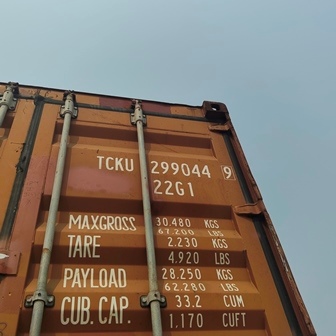 TCKU 299044 9
22G1
MAXGROSS 30.480 KGS
67.200 LBS
TARE 2.230 KGS
4.920 LBS
PAYLOAD 28.250 KGS
62.280 LBS
CUB. CAP. 33.2 CUM
1.170 CUFT